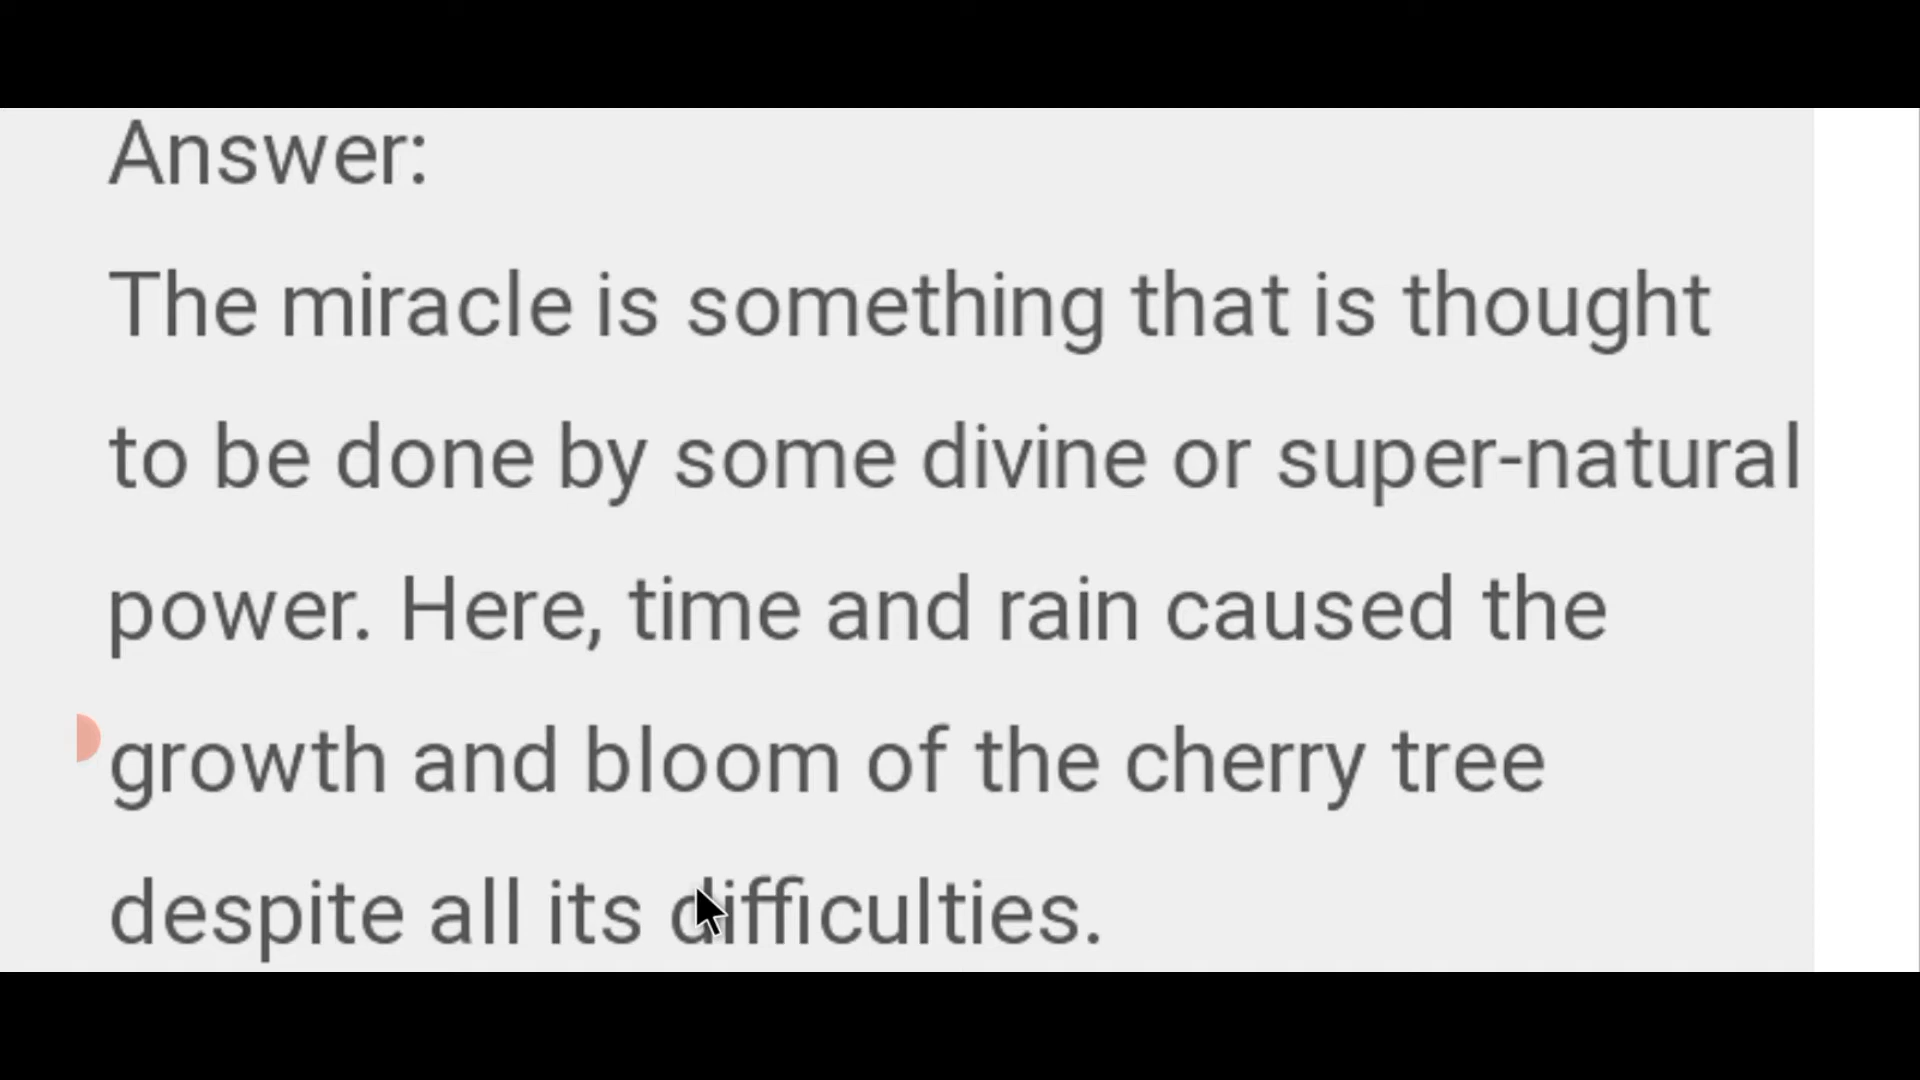 Answer:
The miracle is something that is thought
to be done by some divine or super-natural
power. Here, time and rain caused the
growth and bloom of the cherry tree
despite all its difficulties.